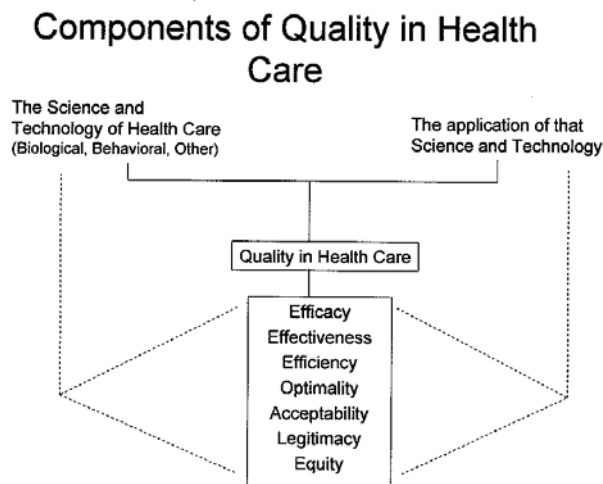 Components of Quality in Health
Care
The Science and
Technology of Health Care
(Biological, Behavioral, Other)
The application of that
Science and Technology
Quality in Health Care
Efficacy
Effectiveness
Efficiency
Optimality
Acceptability
Legitimacy
Equity